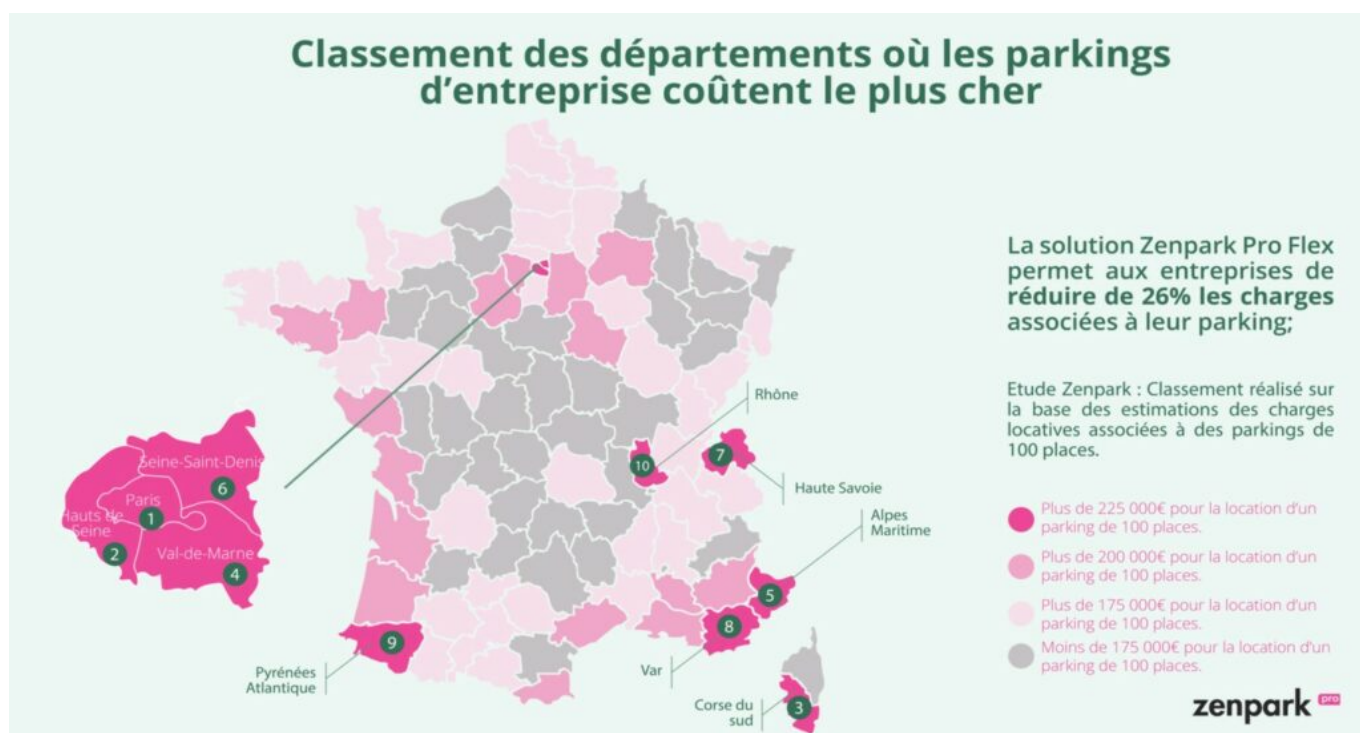 Classement des départements où les parkings
d'entreprise coûtent le plus cher
La solution Zenpark Pro Flex
permet aux entreprises de
réduire de 26% les charges
associées à leur parking;
Etude Zenpark : Classement réalisé sur
la base des estimations des charges
locatives associées à des parkings de
100 places.
Plus de 225 000€ pour la location d'un
parking de 100 places.
Plus de 200 000€ pour la location d'un
parking de 100 places.
Plus de 175 000€ pour la location d'un
parking de 100 places.
Moins de 175 000€ pour la location d'un
parking de 100 places.
Rhône
10
7
Haute Savoie
Alpes
Maritime
5
8
Var
9
Pyrénées
Atlantique
Corse du
sud
3
Seine-Saint-Denis
6
Paris
1
Hauts de
Seine
2
Val-de-Marne
4
zenpark pro